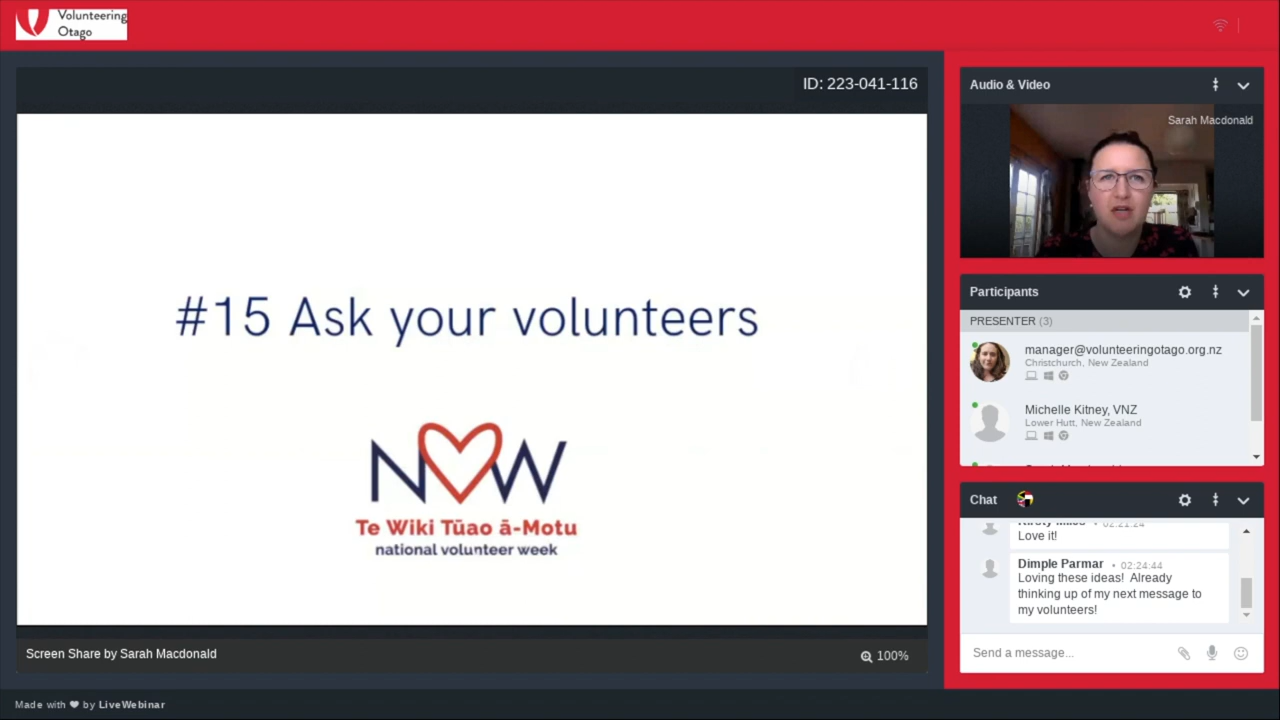 Volunteering
Otago
ID: 223-041-116
#15 Ask your volunteers
NOW
Te Wiki Tūao ā-Motu
national volunteer week
Screen Share by Sarah Macdonald
100%
Made with by LiveWebinar
Audio & Video
Sarah Macdonald
Participants
PRESENTER (3)
manager@volunteeringotago.org.nz
Christchurch, New Zealand
Michelle Kitney, VNZ
Lower Hutt, New Zealand
Chat
Love it!
Dimple Parmar • 02:24:44
Loving these ideas! Already
thinking up of my next message to
my volunteers!
Send a message...